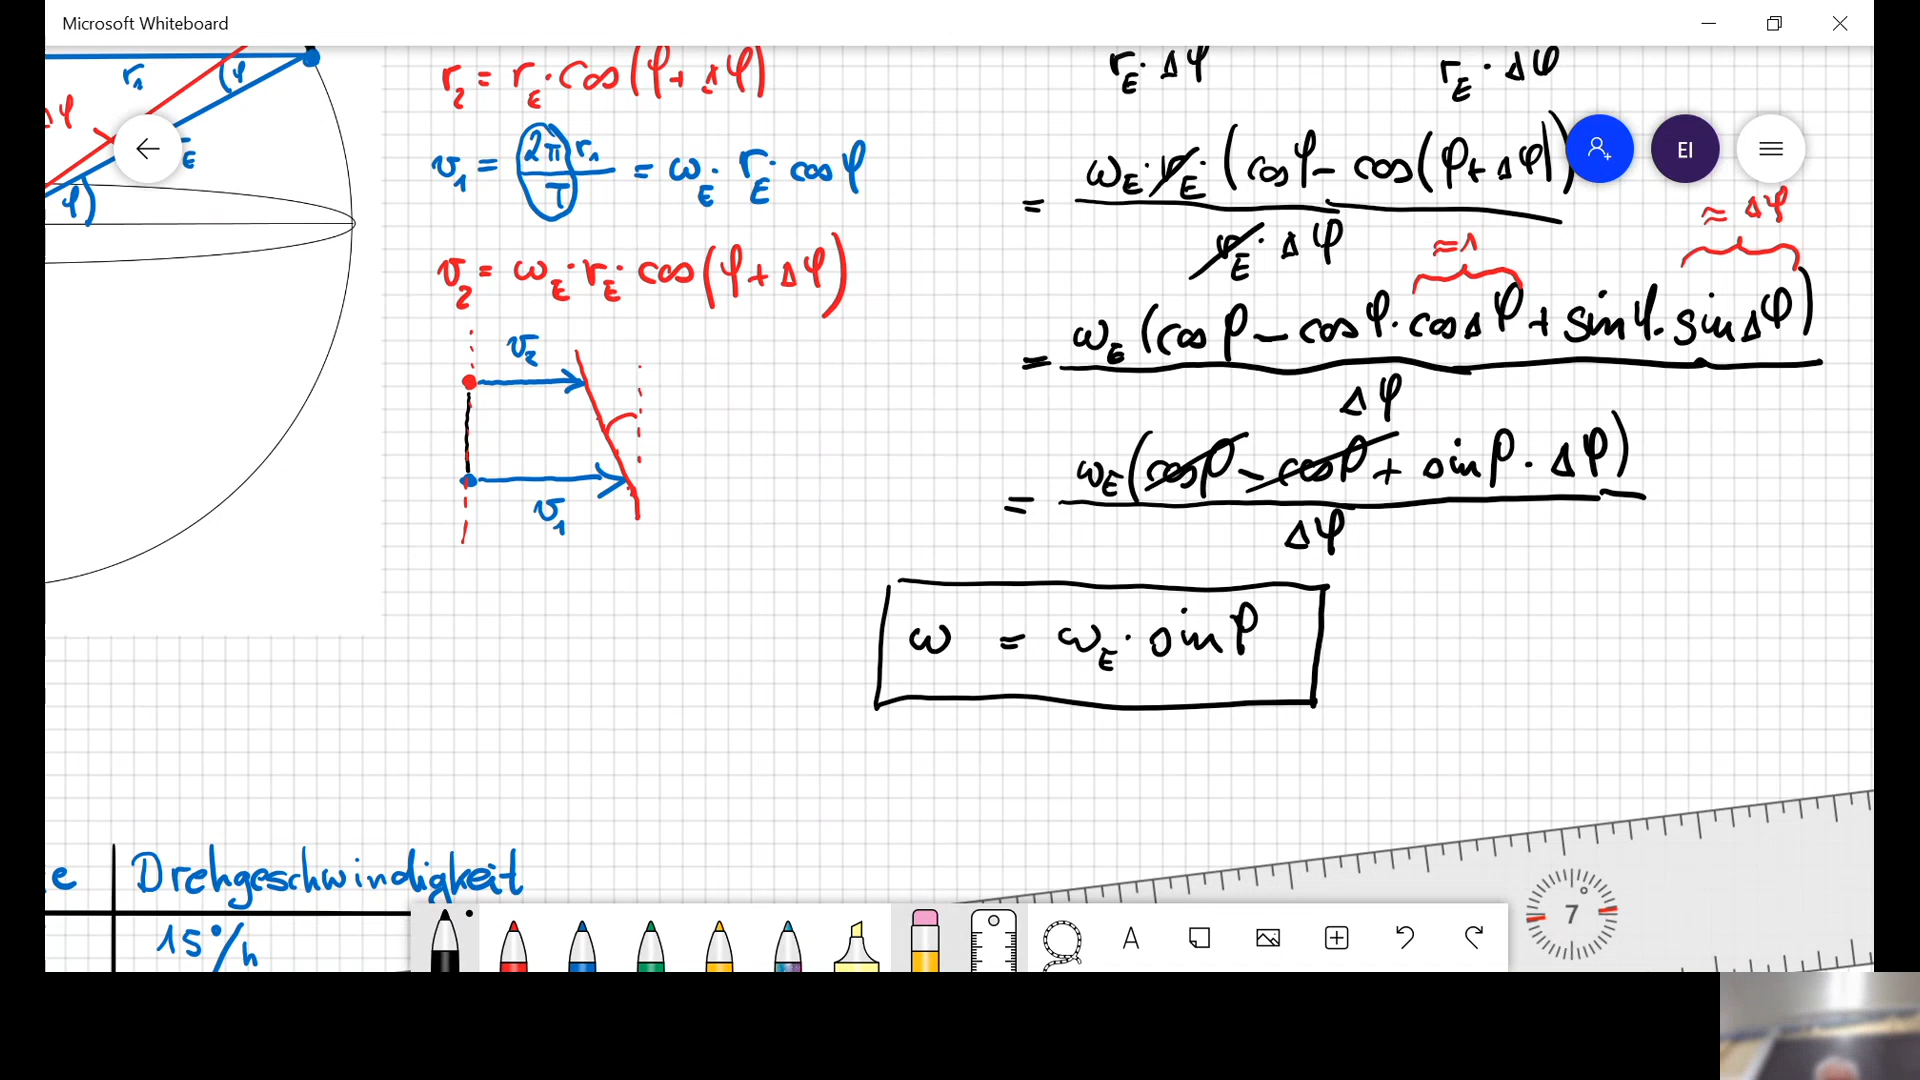 Microsoft Whiteboard
r₁
φ
Δφ
E
φ
r₂ = r_E · cos(φ + Δφ)
v₁ = 2π r₁ / T = ω_E · r_E · cos φ
v₂ = ω_E · r_E · cos(φ + Δφ)
v₂
v₁
r_E · Δφ r_E · Δφ
EI
= ω_E · r_E · (cos φ − cos(φ + Δφ)) / r_E · Δφ
≈ 1 ≈ Δφ
= ω_E (cos φ − cos φ · cos Δφ + sin φ · sin Δφ) / Δφ
= ω_E (cos φ − cos φ + sin φ · Δφ) / Δφ
ω = ω_E · sin φ
e Drehgeschwindigkeit
15°/h
7°
A